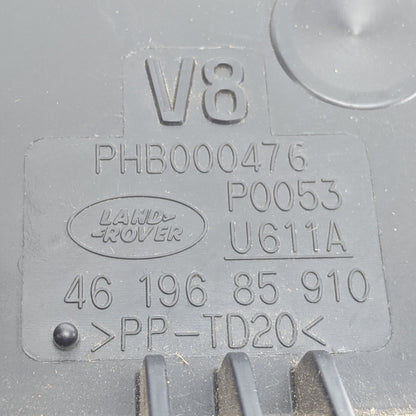 V8
PHB000476
P0053
LAND
ROVER
U611A
46 196 85 910
>PP-TD20<